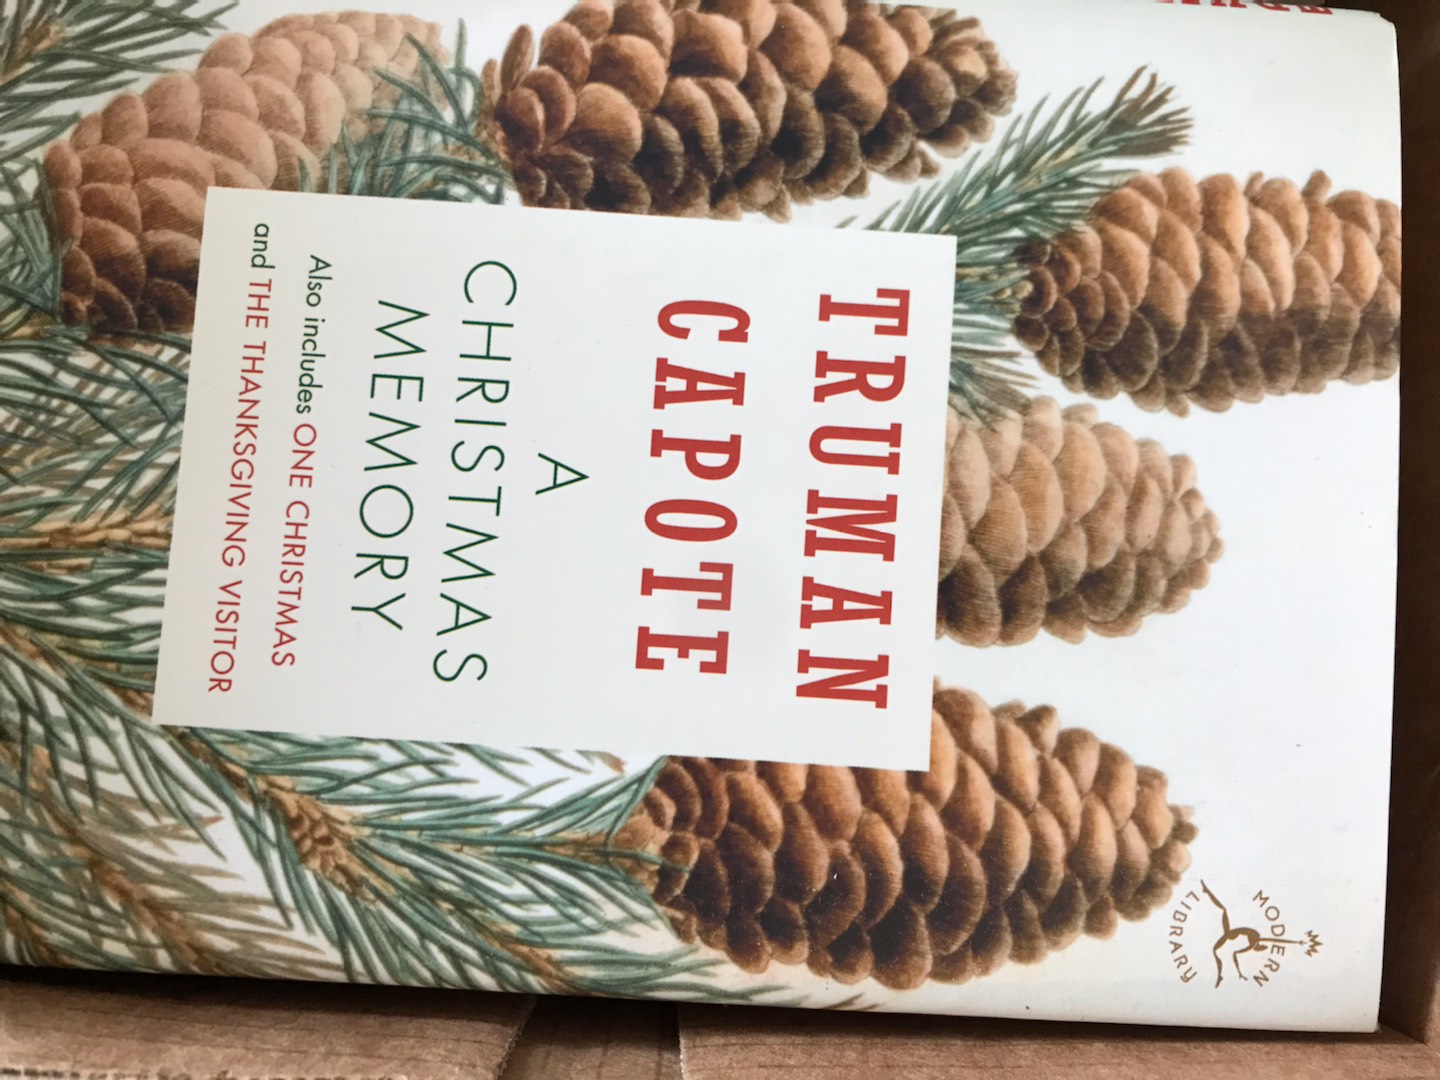 TRUMAN
CAPOTE
A
CHRISTMAS
MEMORY
Also includes ONE CHRISTMAS
and THE THANKSGIVING VISITOR
MODERN
LIBRARY